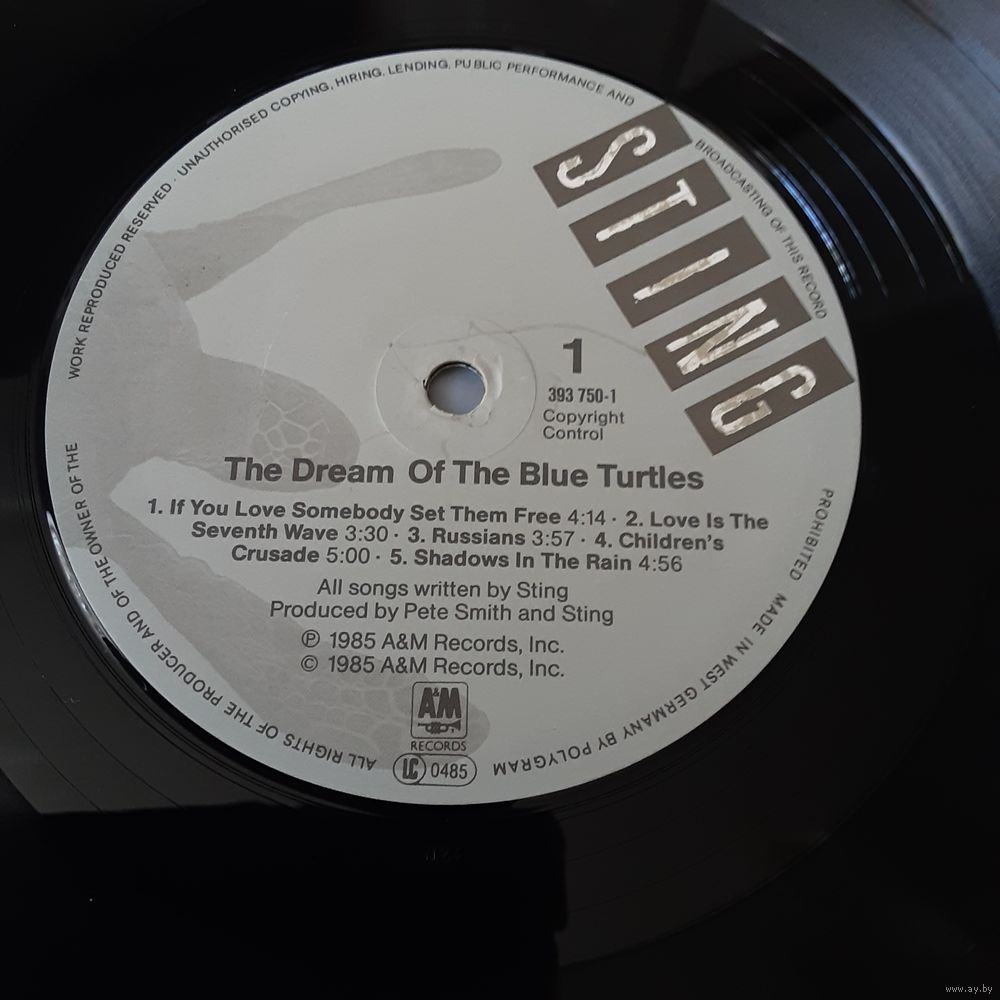 WORK REPRODUCED RESERVED · UNAUTHORISED COPYING, HIRING, LENDING, PUBLIC PERFORMANCE AND BROADCASTING OF THIS RECORD PROHIBITED MADE IN WEST GERMANY BY POLYGRAM
ALL RIGHTS OF THE PRODUCER AND OF THE OWNER OF THE
STING
1
393 750-1
Copyright
Control
The Dream Of The Blue Turtles
1. If You Love Somebody Set Them Free 4:14 · 2. Love Is The
Seventh Wave 3:30 · 3. Russians 3:57 · 4. Children's
Crusade 5:00 · 5. Shadows In The Rain 4:56
All songs written by Sting
Produced by Pete Smith and Sting
℗ 1985 A&M Records, Inc.
© 1985 A&M Records, Inc.
A&M
RECORDS
LC 0485
www.ay.by